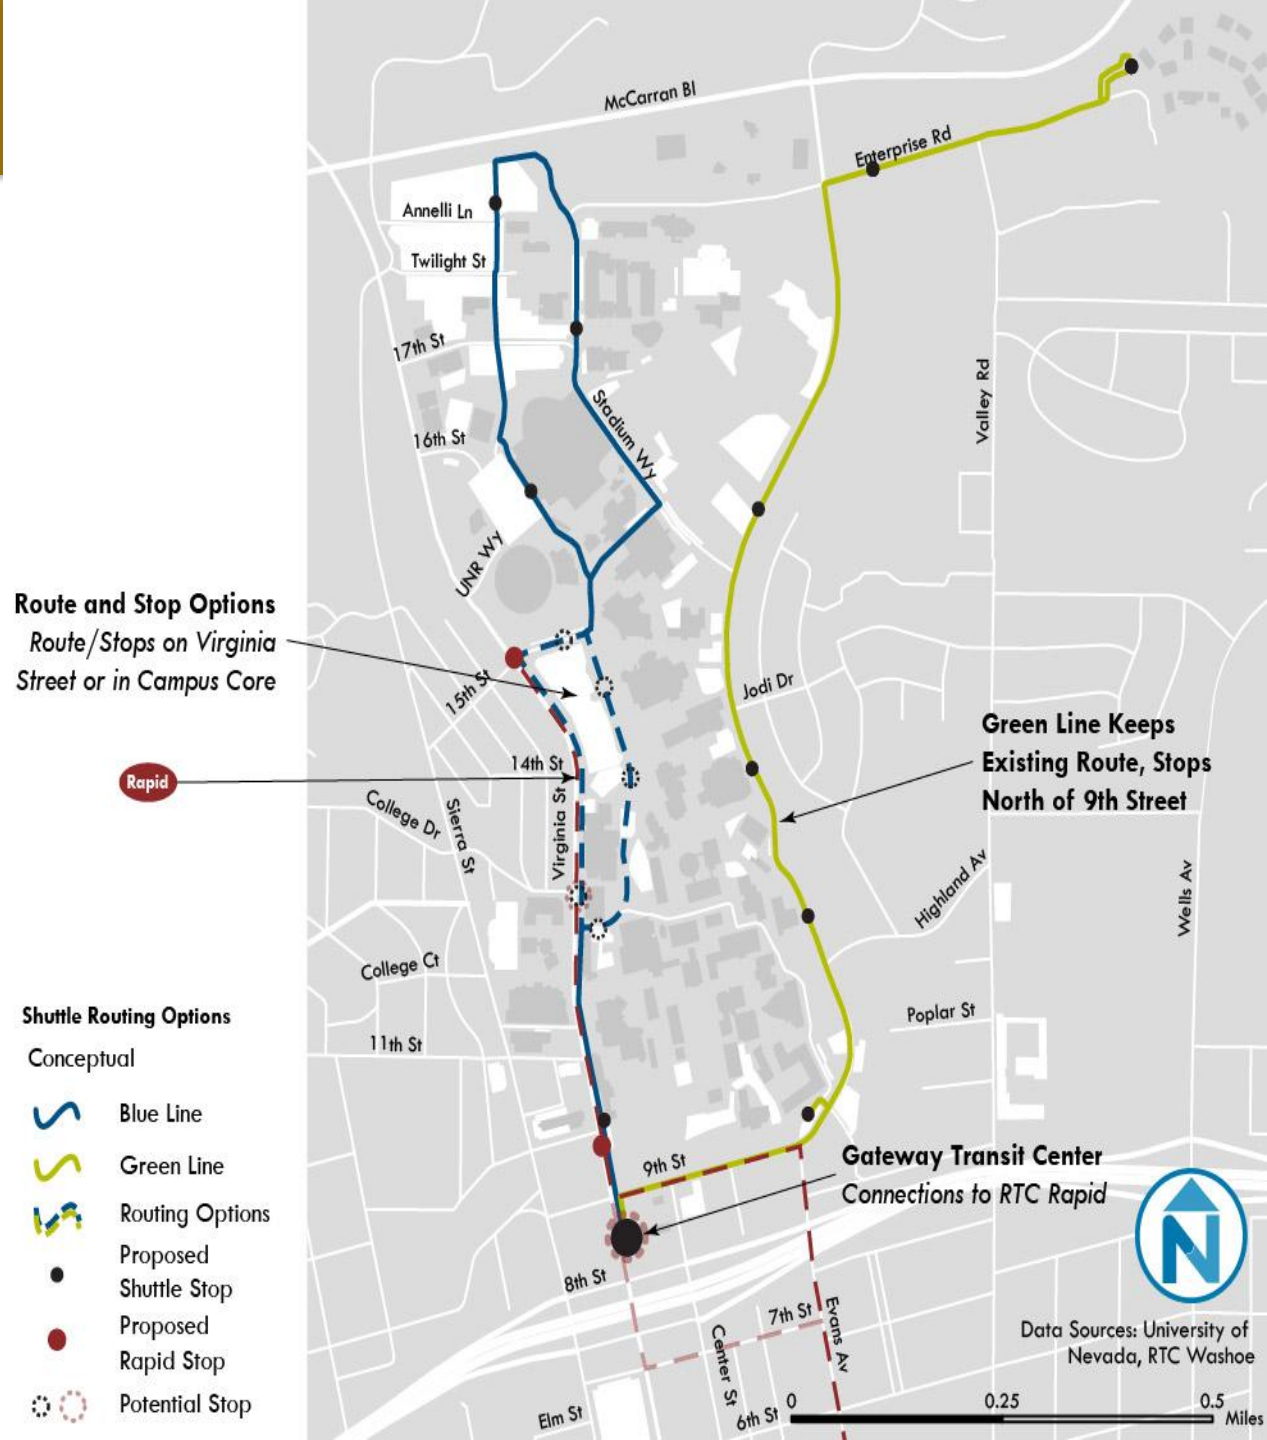 McCarran Bl
Enterprise Rd
Annelli Ln
Twilight St
17th St
Stadium Wy
16th St
Valley Rd
UNR Wy
Route and Stop Options
Route/Stops on Virginia
Street or in Campus Core
15th St
Jodi Dr
Green Line Keeps
Existing Route, Stops
North of 9th Street
14th St
Rapid
College Dr
Sierra St
Virginia St
Highland Av
Wells Av
College Ct
Poplar St
11th St
Shuttle Routing Options
Conceptual
Blue Line
Green Line
Routing Options
Proposed
Shuttle Stop
Proposed
Rapid Stop
Potential Stop
9th St
Gateway Transit Center
Connections to RTC Rapid
N
8th St
7th St
Evans Av
Center St
Data Sources: University of
Nevada, RTC Washoe
Elm St
6th St
0 0.25 0.5
Miles